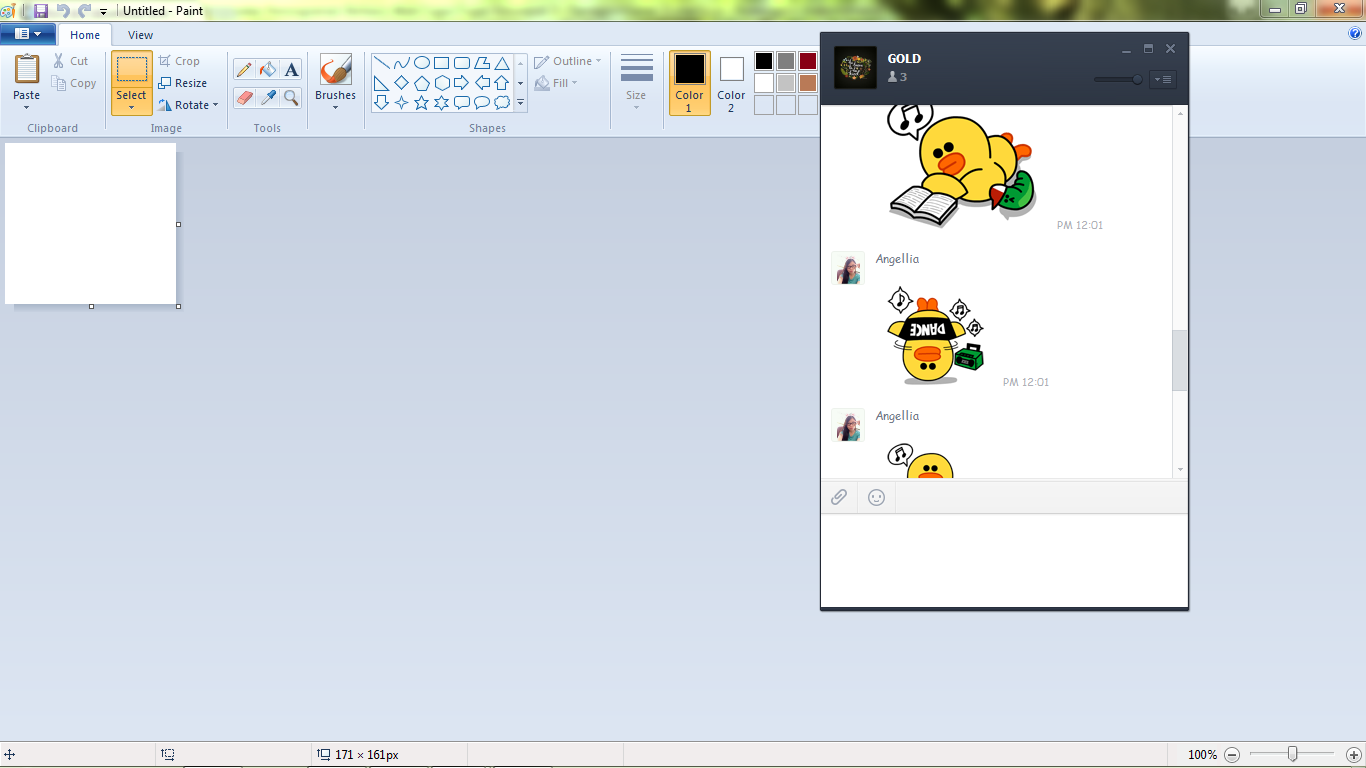 Untitled - Paint
Home
View
Paste
Cut
Copy
Clipboard
Select
Crop
Resize
Rotate
Image
A
Tools
Brushes
Outline
Fill
Shapes
Size
Color
1
Color
2
GOLD
3
PM 12:01
Angellia
DANCE
PM 12:01
Angellia
171 × 161px
100%